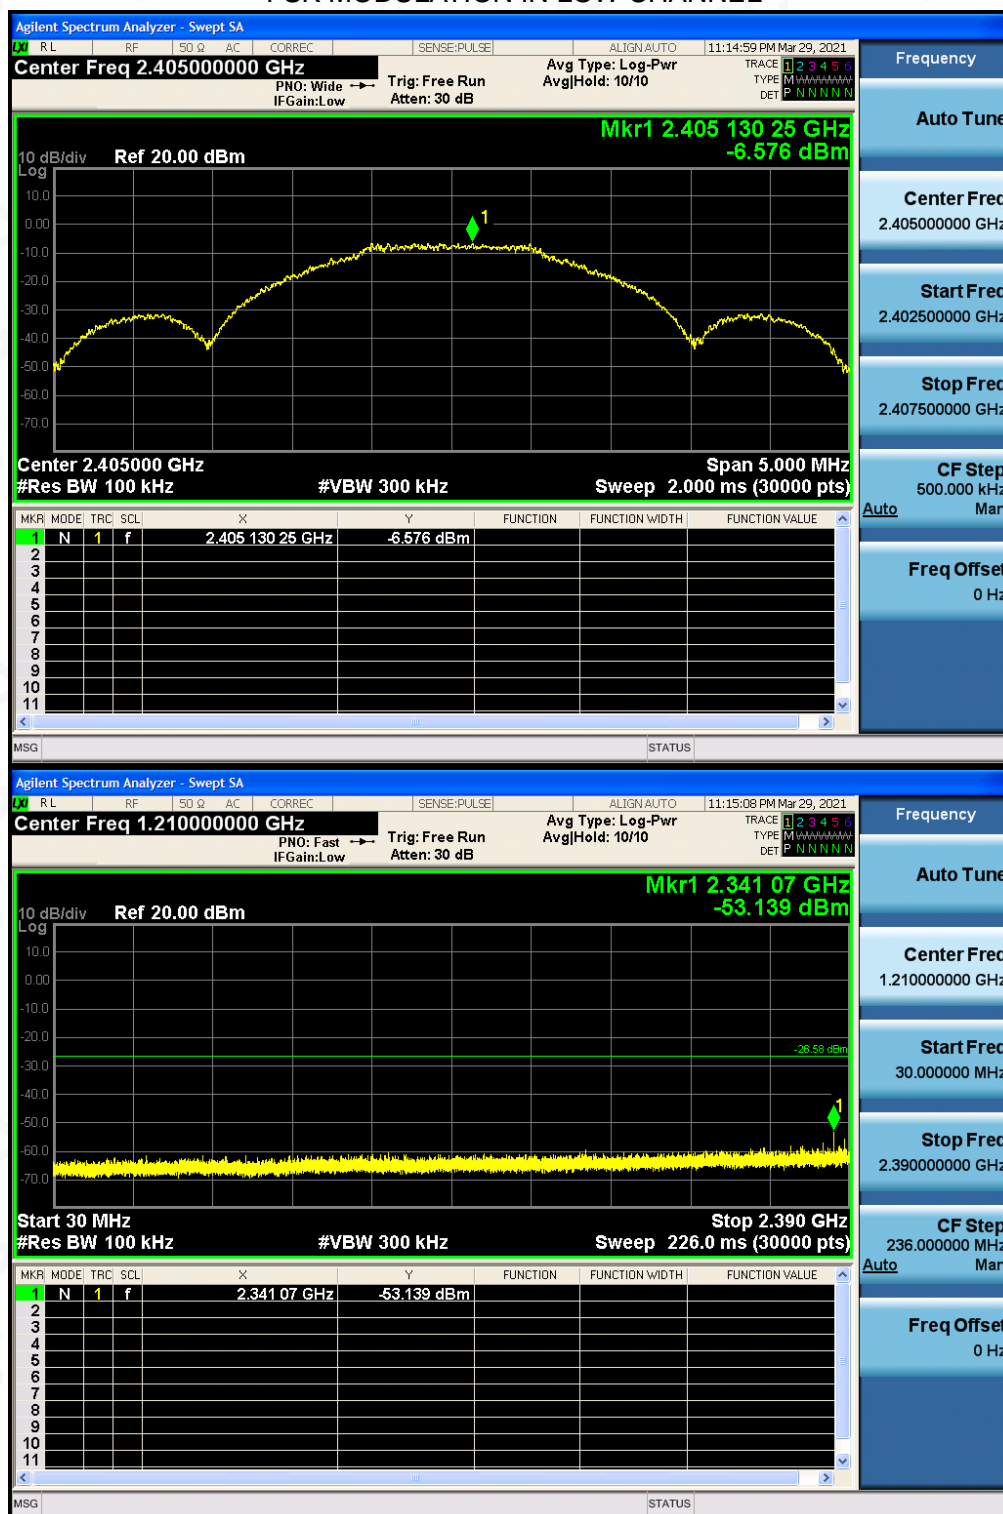 FOR MODULATION IN LOW CHANNEL
Agilent Spectrum Analyzer - Swept SA
LXI RL RF 50 Ω AC CORREC SENSE:PULSE ALIGN AUTO 11:14:59 PM Mar 29, 2021
Center Freq 2.405000000 GHz
PNO: Wide
IFGain:Low
Trig: Free Run
Atten: 30 dB
Avg Type: Log-Pwr
Avg|Hold: 10/10
TRACE 1 2 3 4 5 6
TYPE M
DET P N N N N N
Mkr1 2.405 130 25 GHz
-6.576 dBm
10 dB/div Ref 20.00 dBm
Log
10.0
0.00
-10.0
-20.0
-30.0
-40.0
-50.0
-60.0
-70.0
1
Center 2.405000 GHz Span 5.000 MHz
#Res BW 100 kHz #VBW 300 kHz Sweep 2.000 ms (30000 pts)
MKR MODE TRC SCL X Y FUNCTION FUNCTION WIDTH FUNCTION VALUE
1 N 1 f 2.405 130 25 GHz -6.576 dBm
2
3
4
5
6
7
8
9
10
11
MSG STATUS
Frequency
Auto Tune
Center Freq
2.405000000 GHz
Start Freq
2.402500000 GHz
Stop Freq
2.407500000 GHz
CF Step
500.000 kHz
Auto Man
Freq Offset
0 Hz
Agilent Spectrum Analyzer - Swept SA
LXI RL RF 50 Ω AC CORREC SENSE:PULSE ALIGN AUTO 11:15:08 PM Mar 29, 2021
Center Freq 1.210000000 GHz
PNO: Fast
IFGain:Low
Trig: Free Run
Atten: 30 dB
Avg Type: Log-Pwr
Avg|Hold: 10/10
TRACE 1 2 3 4 5 6
TYPE M
DET P N N N N N
Mkr1 2.341 07 GHz
-53.139 dBm
10 dB/div Ref 20.00 dBm
Log
10.0
0.00
-10.0
-20.0
-30.0
-40.0
-50.0
-60.0
-70.0
-26.58 dBm
1
Start 30 MHz Stop 2.390 GHz
#Res BW 100 kHz #VBW 300 kHz Sweep 226.0 ms (30000 pts)
MKR MODE TRC SCL X Y FUNCTION FUNCTION WIDTH FUNCTION VALUE
1 N 1 f 2.341 07 GHz -53.139 dBm
2
3
4
5
6
7
8
9
10
11
MSG STATUS
Frequency
Auto Tune
Center Freq
1.210000000 GHz
Start Freq
30.000000 MHz
Stop Freq
2.390000000 GHz
CF Step
236.000000 MHz
Auto Man
Freq Offset
0 Hz